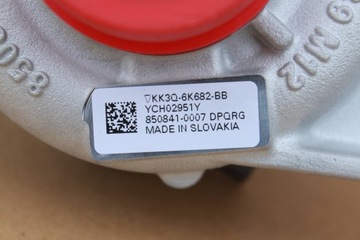 ▽KK3Q-6K682-BB
YCH02951Y
850841-0007 DPQRG
MADE IN SLOVAKIA